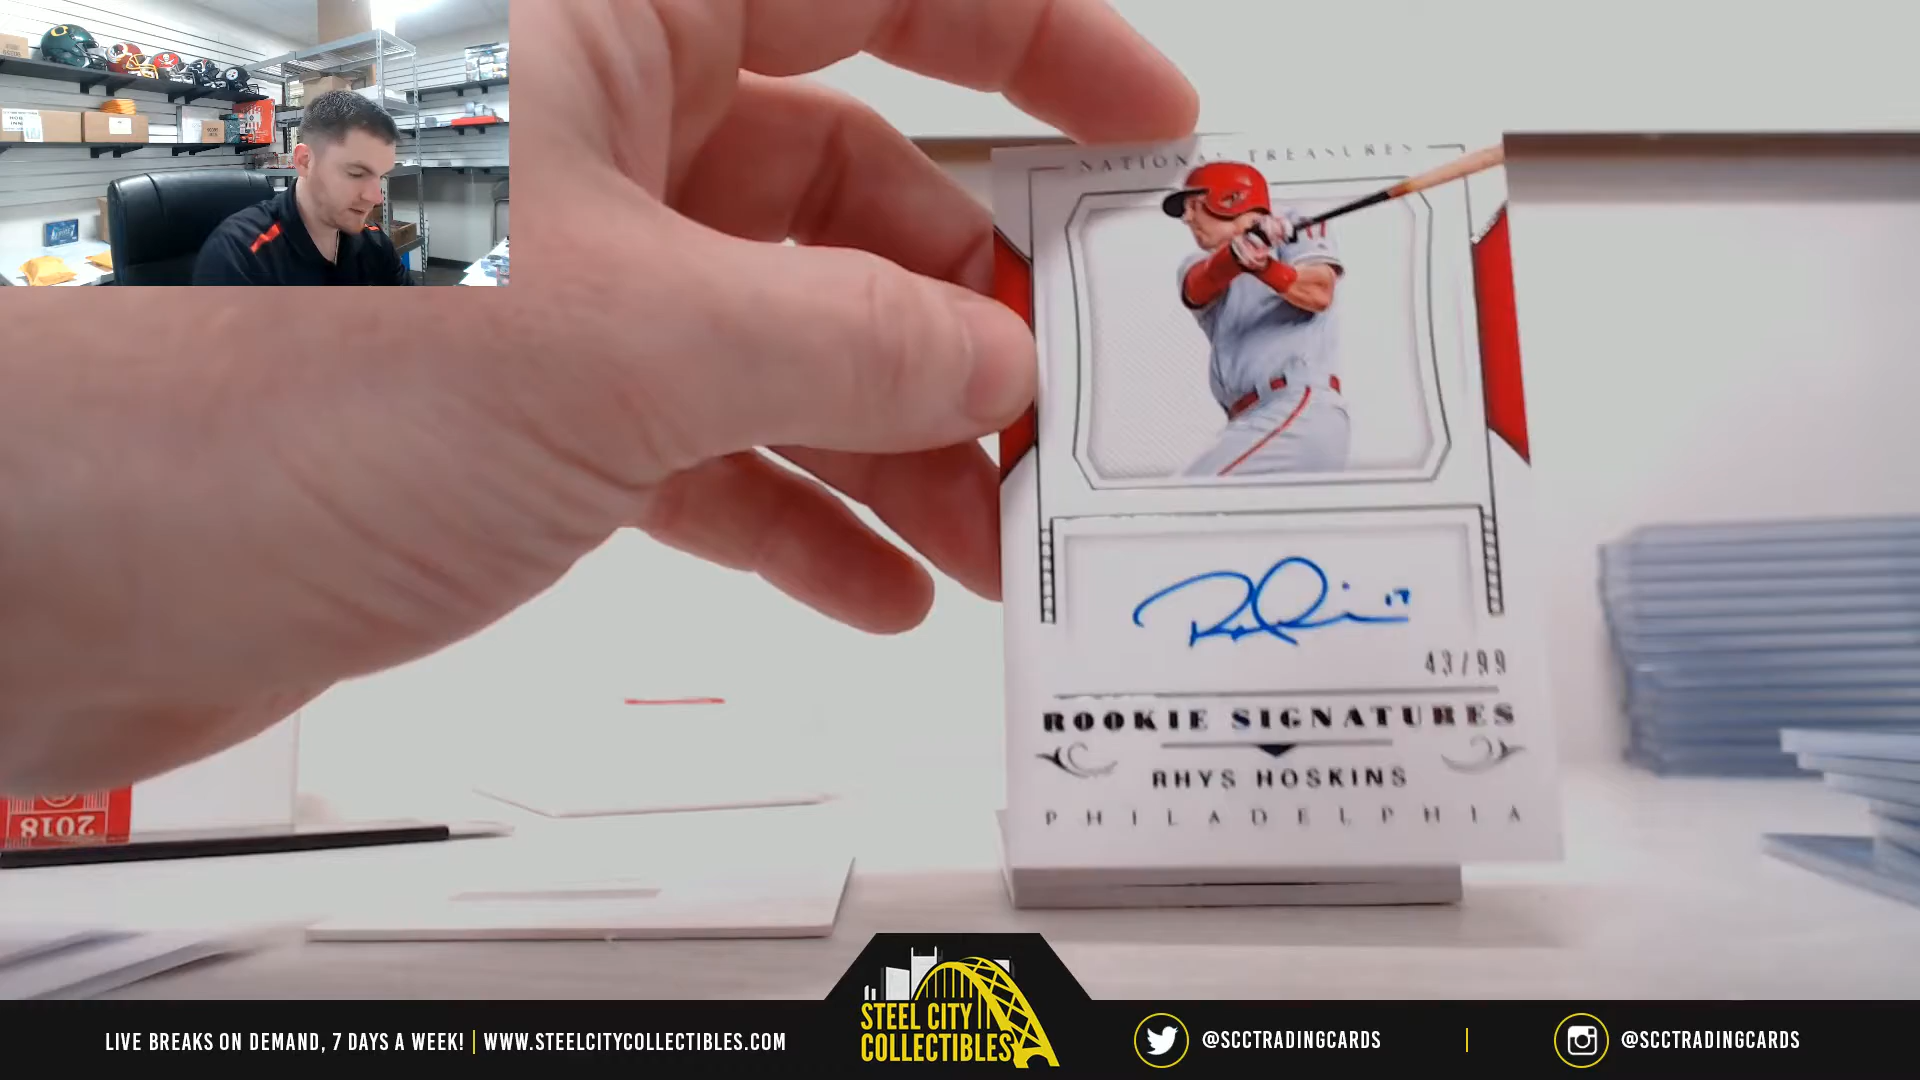 NATIONAL TREASURES
17
43/99
ROOKIE SIGNATURES
RHYS HOSKINS
PHILADELPHIA
2018
STEEL CITY
COLLECTIBLES
LIVE BREAKS ON DEMAND, 7 DAYS A WEEK! | WWW.STEELCITYCOLLECTIBLES.COM
@SCCTRADINGCARDS
@SCCTRADINGCARDS